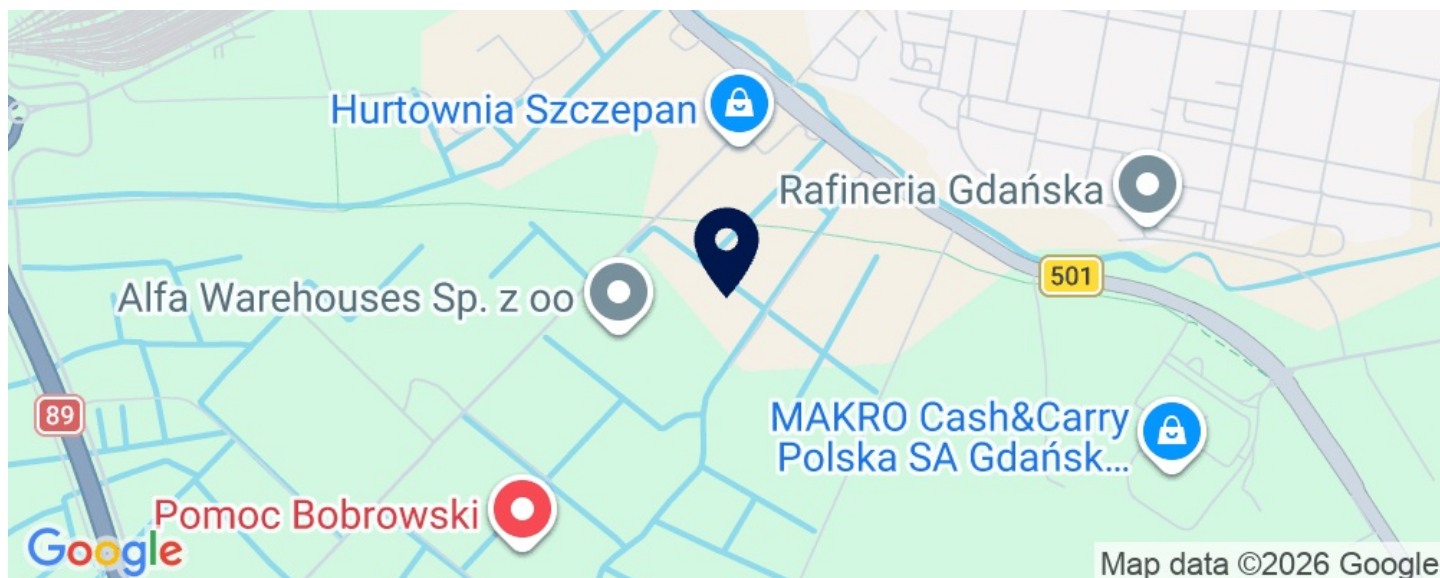 Hurtownia Szczepan
Rafineria Gdańska
501
Alfa Warehouses Sp. z oo
89
MAKRO Cash&Carry
Polska SA Gdańsk...
Pomoc Bobrowski
Google
Map data ©2026 Google